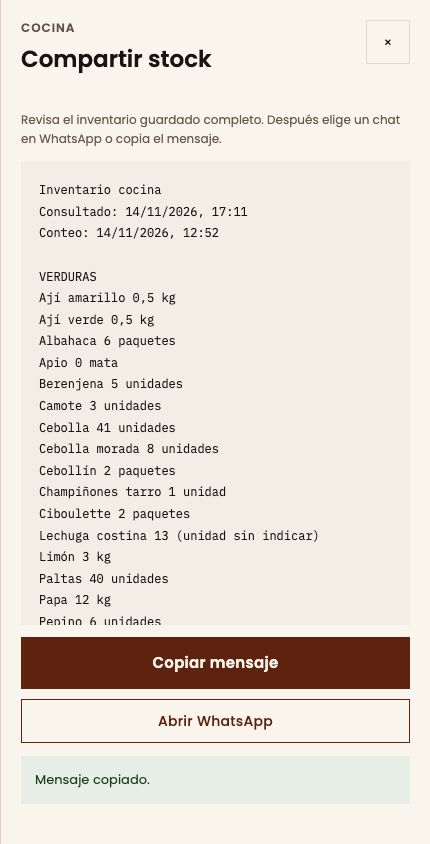 COCINA
Compartir stock
×
Revisa el inventario guardado completo. Después elige un chat
en WhatsApp o copia el mensaje.
Inventario cocina
Consultado: 14/11/2026, 17:11
Conteo: 14/11/2026, 12:52
VERDURAS
Ají amarillo 0,5 kg
Ají verde 0,5 kg
Albahaca 6 paquetes
Apio 0 mata
Berenjena 5 unidades
Camote 3 unidades
Cebolla 41 unidades
Cebolla morada 8 unidades
Cebollín 2 paquetes
Champiñones tarro 1 unidad
Ciboulette 2 paquetes
Lechuga costina 13 (unidad sin indicar)
Limón 3 kg
Paltas 40 unidades
Papa 12 kg
Pepino 6 unidades
Copiar mensaje
Abrir WhatsApp
Mensaje copiado.